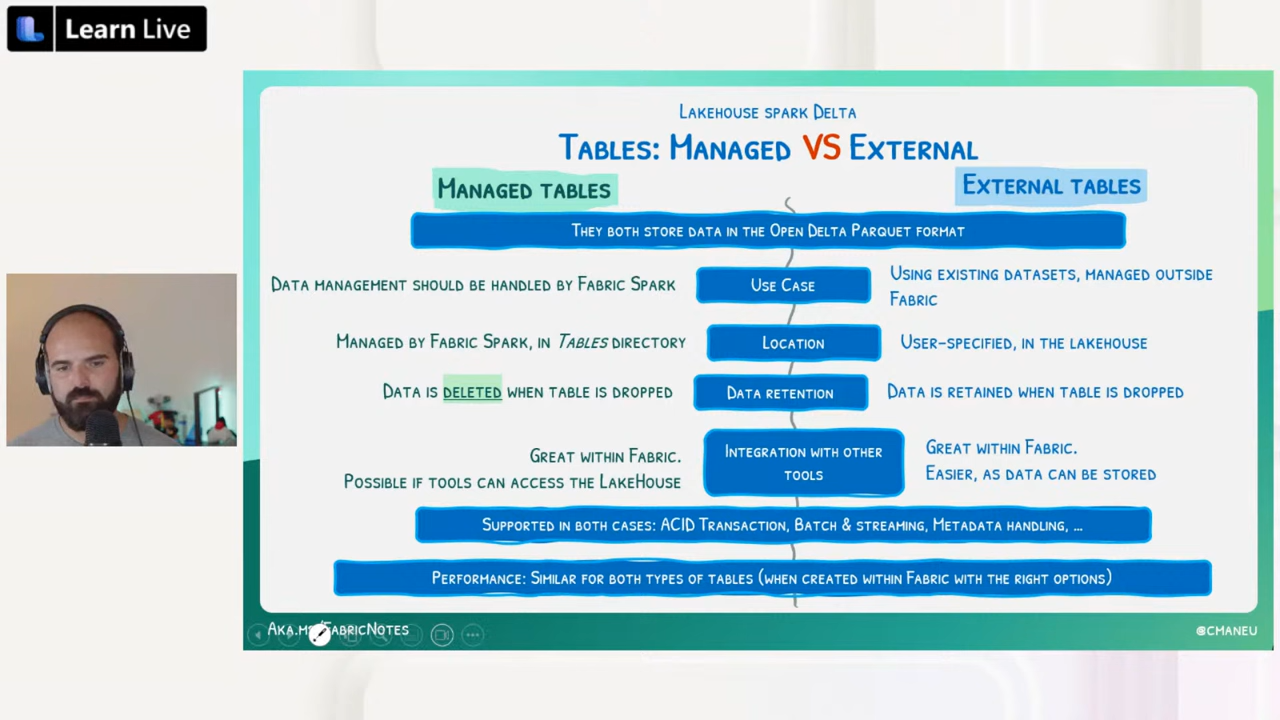 Learn Live
Lakehouse spark Delta
Tables: Managed VS External
Managed tables
External tables
They both store data in the Open Delta Parquet format
Data management should be handled by Fabric Spark
Use Case
Using existing datasets, managed outside
Fabric
Managed by Fabric Spark, in Tables directory
Location
User-specified, in the lakehouse
Data is deleted when table is dropped
Data retention
Data is retained when table is dropped
Great within Fabric.
Possible if tools can access the LakeHouse
Integration with other
tools
Great within Fabric.
Easier, as data can be stored
Supported in both cases: ACID Transaction, Batch & streaming, Metadata handling, ...
Performance: Similar for both types of tables (when created within Fabric with the right options)
Aka.ms/FabricNotes
@cmaneu